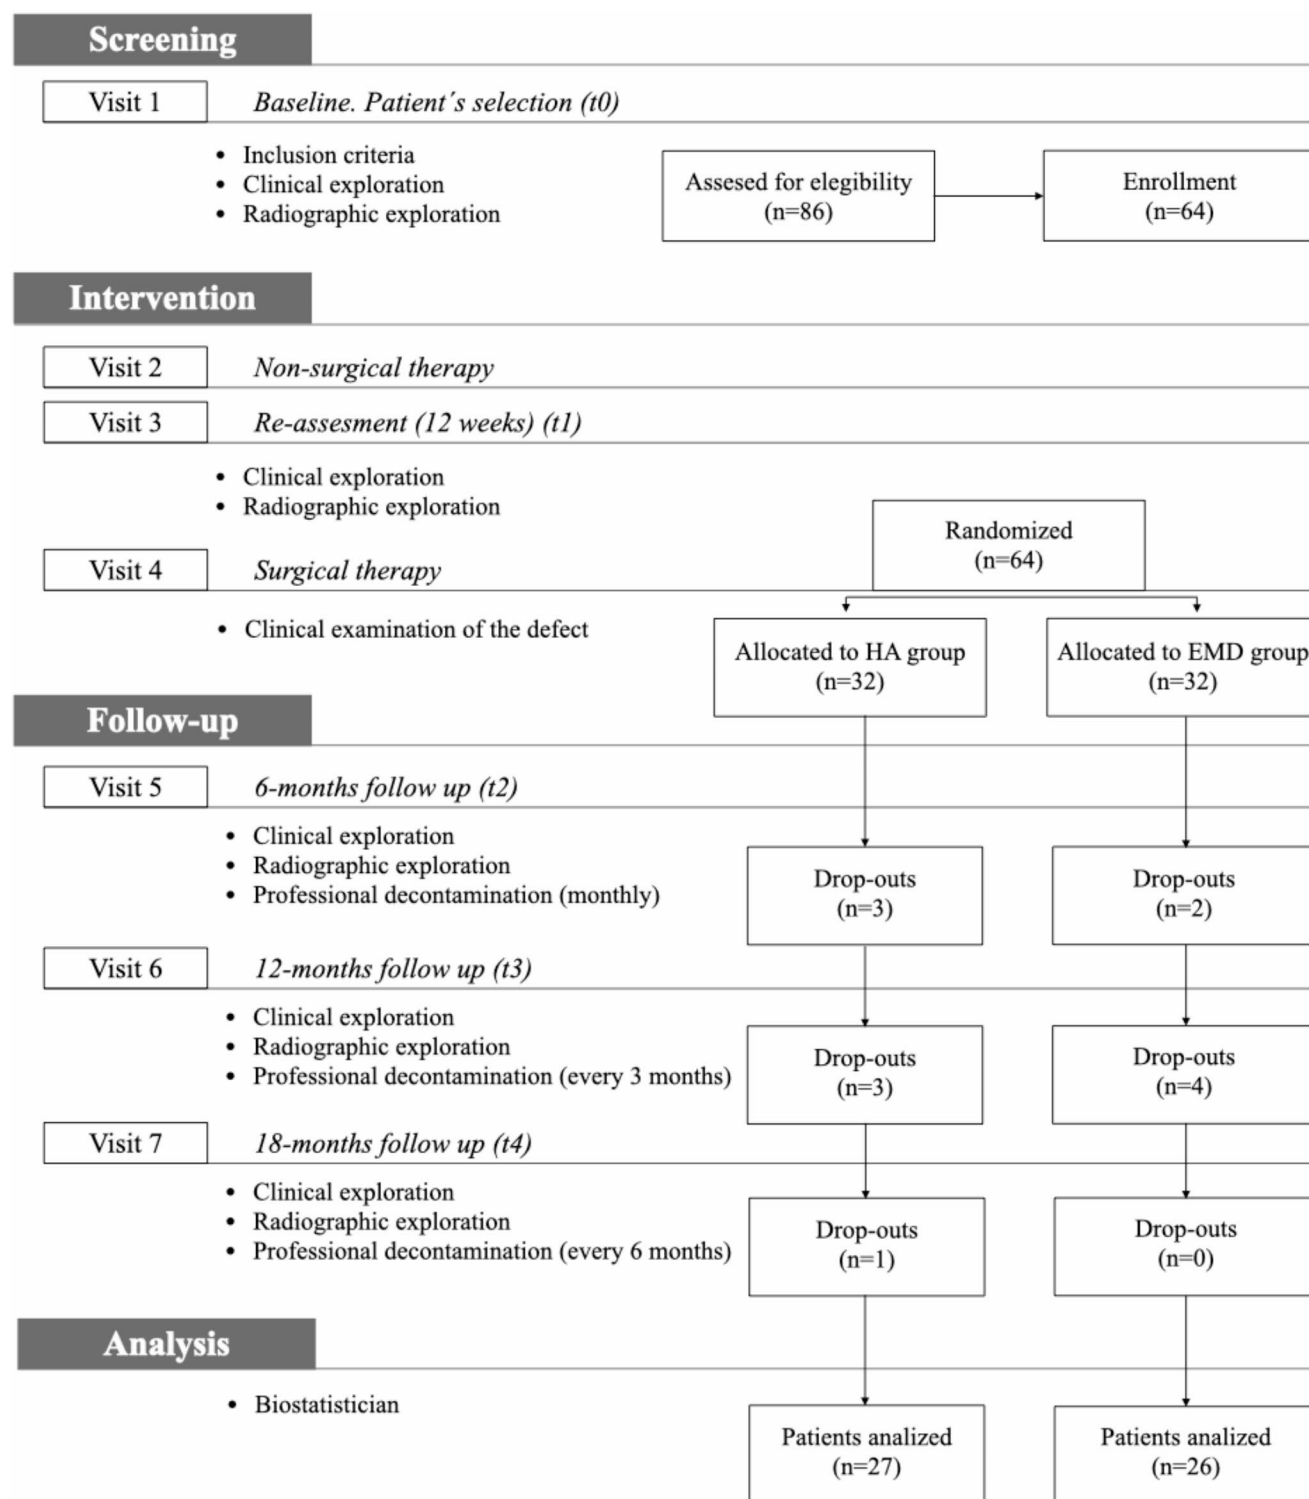 Screening
Visit 1
Baseline. Patient´s selection (t0)
• Inclusion criteria
• Clinical exploration
• Radiographic exploration
Assesed for elegibility
(n=86)
Enrollment
(n=64)
Intervention
Visit 2
Non-surgical therapy
Visit 3
Re-assesment (12 weeks) (t1)
• Clinical exploration
• Radiographic exploration
Randomized
(n=64)
Visit 4
Surgical therapy
• Clinical examination of the defect
Allocated to HA group
(n=32)
Allocated to EMD group
(n=32)
Follow-up
Visit 5
6-months follow up (t2)
• Clinical exploration
• Radiographic exploration
• Professional decontamination (monthly)
Drop-outs
(n=3)
Drop-outs
(n=2)
Visit 6
12-months follow up (t3)
• Clinical exploration
• Radiographic exploration
• Professional decontamination (every 3 months)
Drop-outs
(n=3)
Drop-outs
(n=4)
Visit 7
18-months follow up (t4)
• Clinical exploration
• Radiographic exploration
• Professional decontamination (every 6 months)
Drop-outs
(n=1)
Drop-outs
(n=0)
Analysis
• Biostatistician
Patients analized
(n=27)
Patients analized
(n=26)